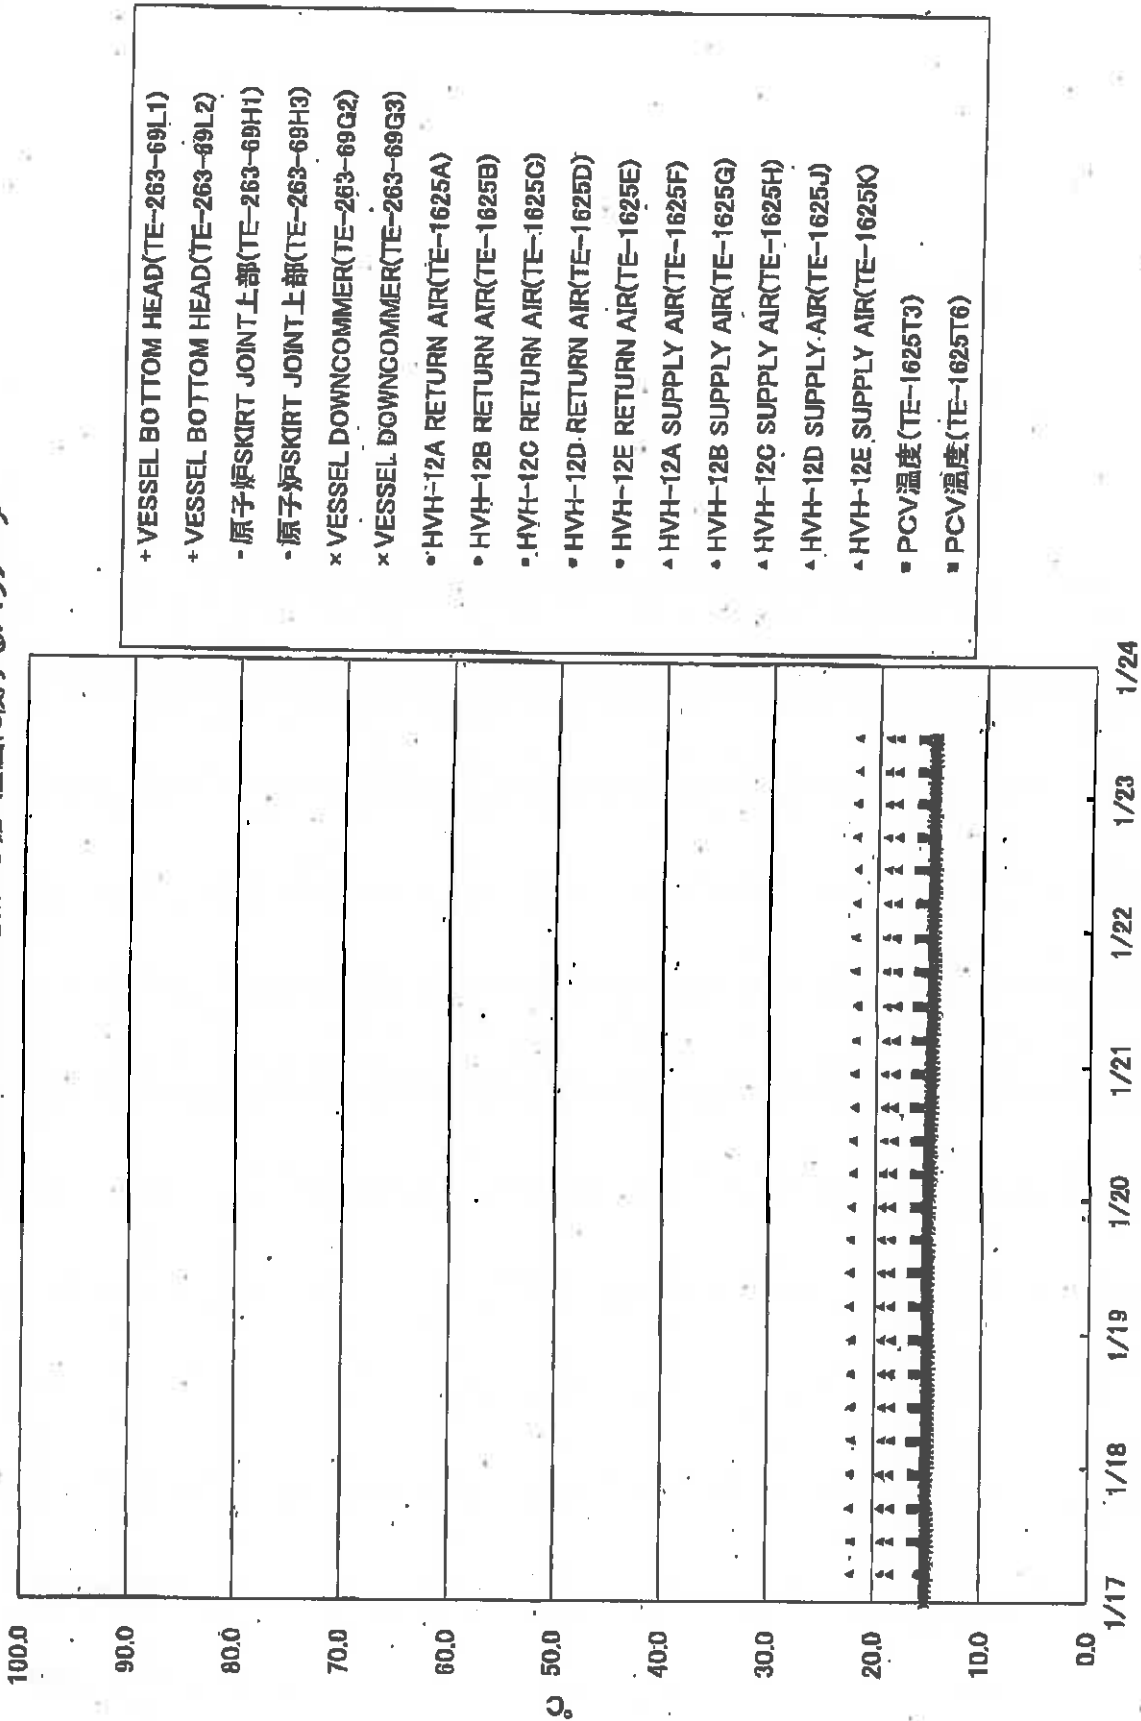 100.0
90.0
80.0
70.0
60.0
50.0
40.0
30.0
20.0
10.0
0.0
℃
1/17
1/18
1/19
1/20
1/21
1/22
1/23
1/24
+ VESSEL BOTTOM HEAD(TE-263-69L1)
+ VESSEL BOTTOM HEAD(TE-263-69L2)
- 原子炉SKIRT JOINT上部(TE-263-69H1)
- 原子炉SKIRT JOINT上部(TE-263-69H3)
× VESSEL DOWNCOMMER(TE-263-69G2)
× VESSEL DOWNCOMMER(TE-263-69G3)
● HVH-12A RETURN AIR(TE-1625A)
● HVH-12B RETURN AIR(TE-1625B)
● HVH-12C RETURN AIR(TE-1625C)
● HVH-12D RETURN AIR(TE-1625D)
● HVH-12E RETURN AIR(TE-1625E)
▲ HVH-12A SUPPLY AIR(TE-1625F)
▲ HVH-12B SUPPLY AIR(TE-1625G)
▲ HVH-12C SUPPLY AIR(TE-1625H)
▲ HVH-12D SUPPLY AIR(TE-1625J)
▲ HVH-12E SUPPLY AIR(TE-1625K)
■ PCV温度(TE-1625T3)
■ PCV温度(TE-1625T6)